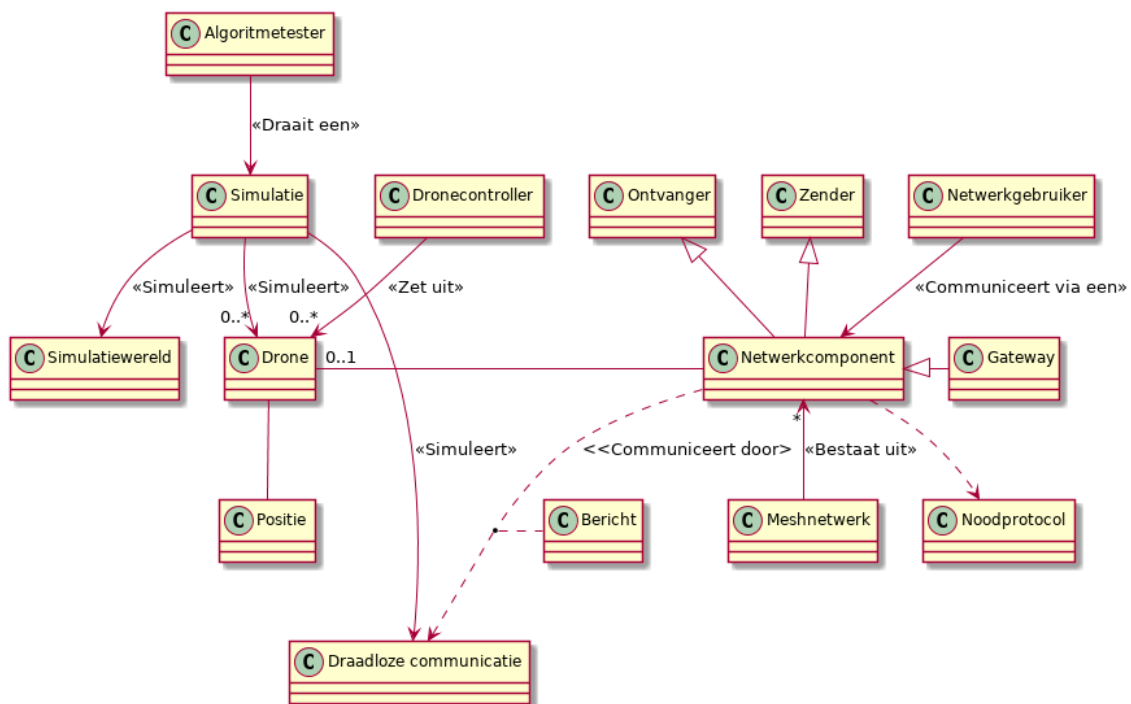 C Algoritmetester
«Draait een»
C Simulatie
C Dronecontroller
C Ontvanger
C Zender
C Netwerkgebruiker
«Simuleert»
«Simuleert»
«Zet uit»
«Communiceert via een»
0..*
0..*
C Simulatiewereld
C Drone
0..1
C Netwerkcomponent
C Gateway
*
«Simuleert»
<<Communiceert door>
«Bestaat uit»
C Positie
C Bericht
C Meshnetwerk
C Noodprotocol
C Draadloze communicatie